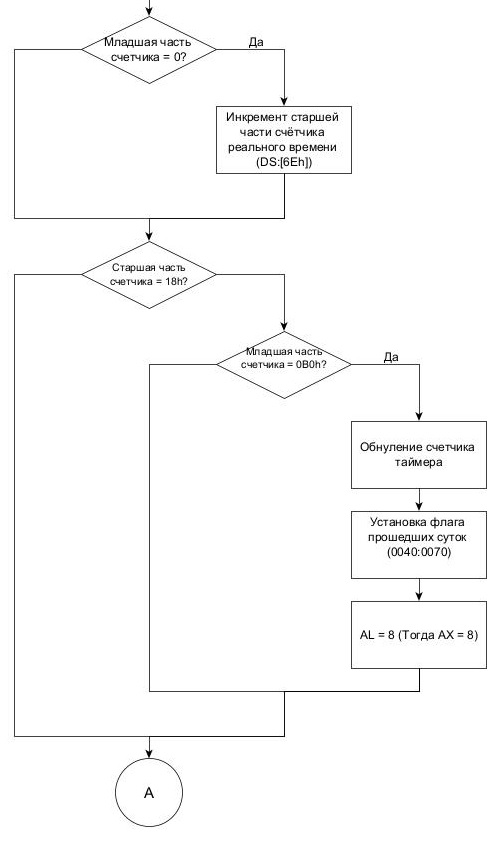 Младшая часть
счетчика = 0?
Да
Инкремент старшей
части счётчика
реального времени
(DS:[6Eh])
Старшая часть
счетчика = 18h?
Младшая часть
счетчика = 0B0h?
Да
Обнуление счетчика
таймера
Установка флага
прошедших суток
(0040:0070)
AL = 8 (Тогда AX = 8)
A